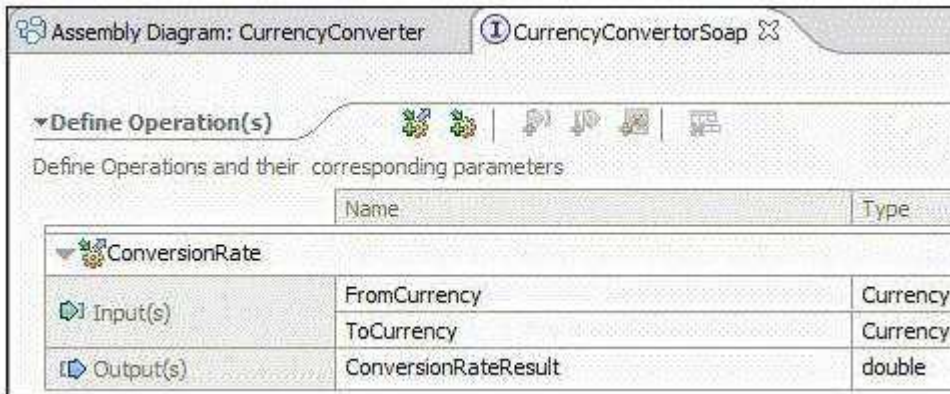 Assembly Diagram: CurrencyConverter
I CurrencyConvertorSoap
Define Operation(s)
Define Operations and their corresponding parameters
Name Type
ConversionRate
Input(s) FromCurrency Currency
ToCurrency Currency
Output(s) ConversionRateResult double